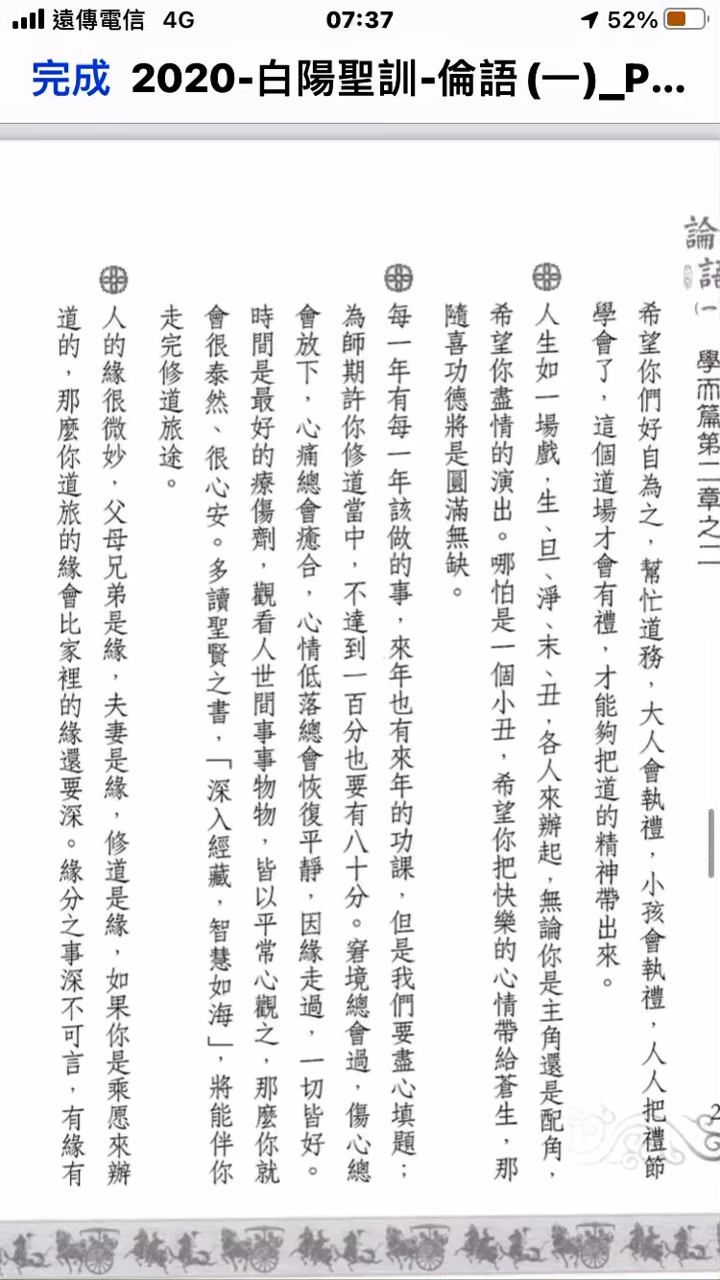 遠傳電信 4G 07:37 52%
完成 2020-白陽聖訓-倫語(一)_P...
論語(一 學而篇第二章之二
2
希望你們好自為之，幫忙道務，大人會執禮，小孩會執禮，人人把禮節
學會了，這個道場才會有禮，才能夠把道的精神帶出來。
人生如一場戲，生、旦、淨、末、丑，各人來辦起，無論你是主角還是配角，
希望你盡情的演出。哪怕是一個小丑，希望你把快樂的心情帶給蒼生，那
隨喜功德將是圓滿無缺。
每一年有每一年該做的事，來年也有來年的功課，但是我們要盡心填題；
為師期許你修道當中，不達到一百分也要有八十分。窘境總會過，傷心總
會放下，心痛總會癒合，心情低落總會恢復平靜，因緣走過，一切皆好。
時間是最好的療傷劑，觀看人世間事事物物，皆以平常心觀之，那麼你就
會很泰然、很心安。多讀聖賢之書，「深入經藏，智慧如海」，將能伴你
走完修道旅途。
人的緣很微妙，父母兄弟是緣，夫妻是緣，修道是緣，如果你是乘愿來辦
道的，那麼你道旅的緣會比家裡的緣還要深。緣分之事深不可言，有緣有